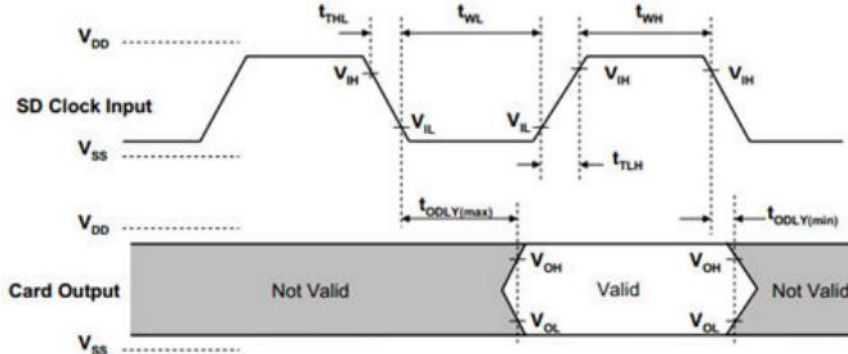 t_THL t_WL t_WH
V_DD
V_IH V_IH V_IH
SD Clock Input
V_IL V_IL
V_SS
t_TLH
t_ODLY(max) t_ODLY(min)
V_DD
V_OH V_OH
Card Output Not Valid Valid Not Valid
V_OL V_OL
V_SS